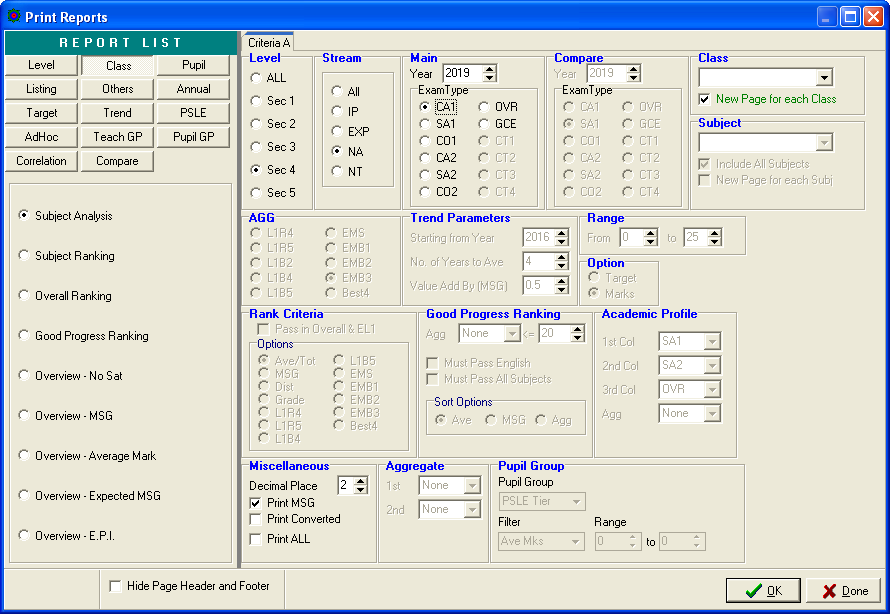 Print Reports
REPORT LIST
Level Class Pupil
Listing Others Annual
Target Trend PSLE
AdHoc Teach GP Pupil GP
Correlation Compare
Subject Analysis
Subject Ranking
Overall Ranking
Good Progress Ranking
Overview - No Sat
Overview - MSG
Overview - Average Mark
Overview - Expected MSG
Overview - E.P.I.
Criteria A
Level
ALL
Sec 1
Sec 2
Sec 3
Sec 4
Sec 5
Stream
All
IP
EXP
NA
NT
Main
Year 2019
ExamType
CA1 OVR
SA1 GCE
CO1 CT1
CA2 CT2
SA2 CT3
CO2 CT4
Compare
Year 2019
ExamType
CA1 OVR
SA1 GCE
CO1 CT1
CA2 CT2
SA2 CT3
CO2 CT4
Class
New Page for each Class
Subject
Include All Subjects
New Page for each Subj
AGG
L1R4 EMS
L1R5 EMB1
L1B2 EMB2
L1B4 EMB3
L1B5 Best4
Trend Parameters
Starting from Year 2016
No. of Years to Ave 4
Value Add By (MSG) 0.5
Range
From 0 to 25
Option
Target
Marks
Rank Criteria
Pass in Overall & EL1
Options
Ave/Tot L1B5
MSG EMS
Dist EMB1
Grade EMB2
L1R4 EMB3
L1R5 Best4
L1B4
Good Progress Ranking
Agg None <= 20
Must Pass English
Must Pass All Subjects
Sort Options
Ave MSG Agg
Academic Profile
1st Col SA1
2nd Col SA2
3rd Col OVR
Agg None
Miscellaneous
Decimal Place 2
Print MSG
Print Converted
Print ALL
Aggregate
1st None
2nd None
Pupil Group
Pupil Group
PSLE Tier
Filter Range
Ave Mks 0 to 0
Hide Page Header and Footer
OK Done